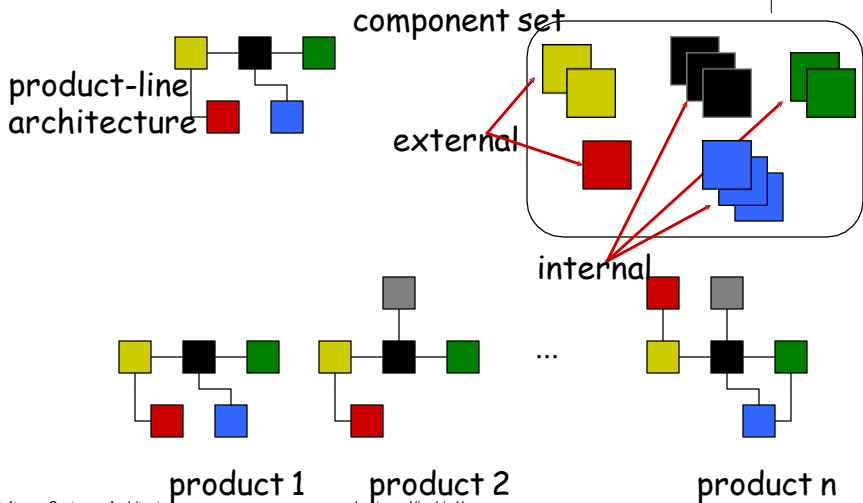 component set
product-line
architecture
external
internal
...
product 1
product 2
product n